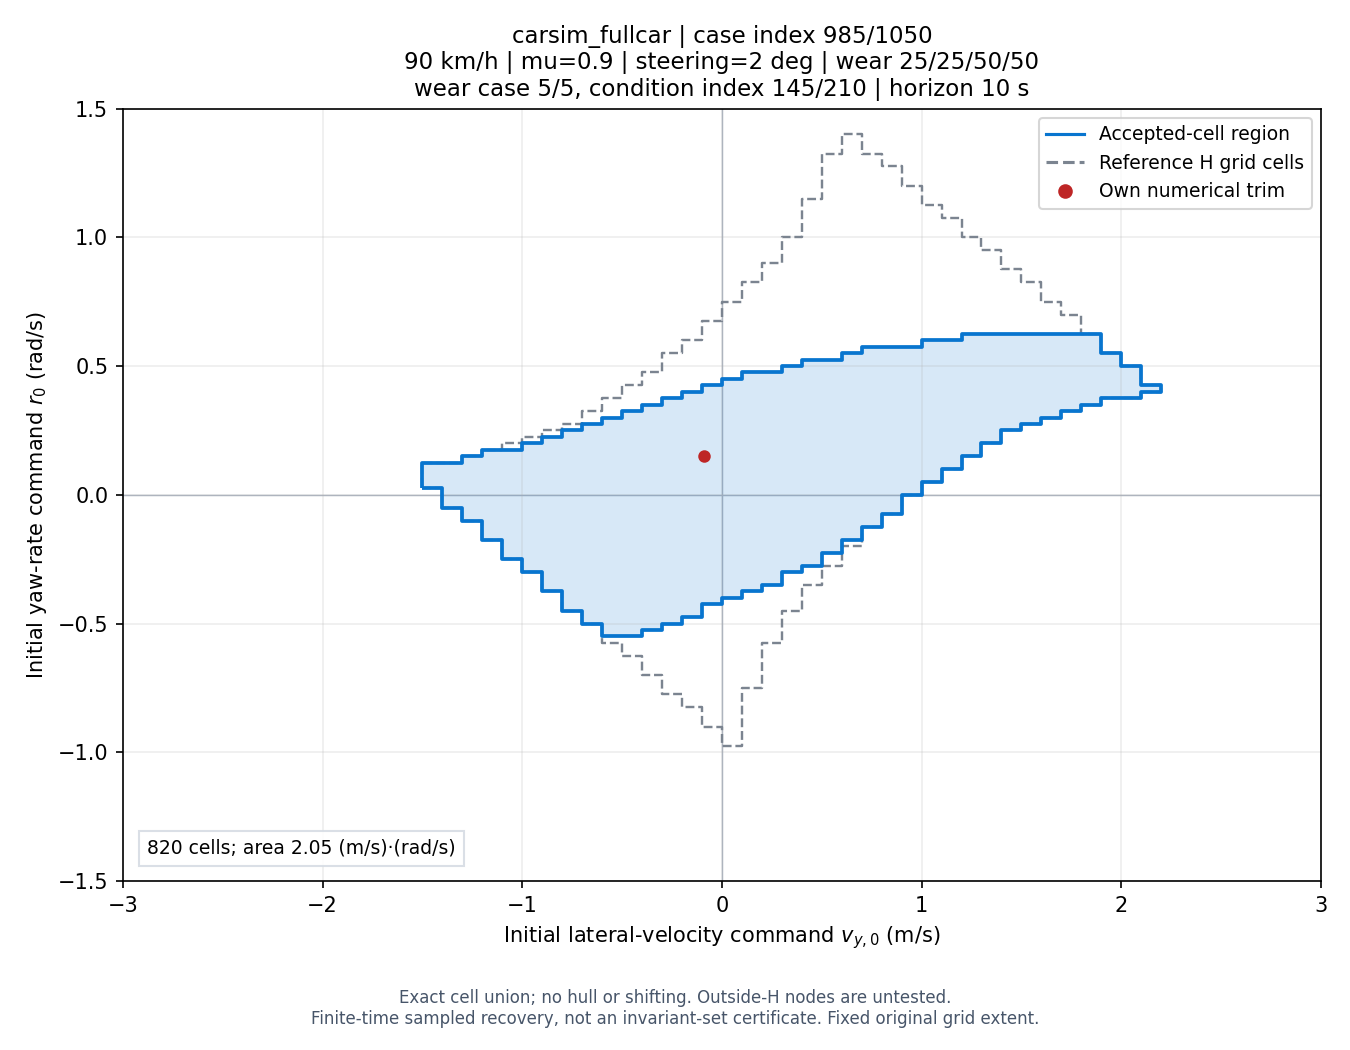 carsim_fullcar | case index 985/1050
90 km/h | mu=0.9 | steering=2 deg | wear 25/25/50/50
wear case 5/5, condition index 145/210 | horizon 10 s
Accepted-cell region
Reference H grid cells
Own numerical trim
1.5
1.0
0.5
0.0
−0.5
−1.0
−1.5
Initial yaw-rate command r₀ (rad/s)
820 cells; area 2.05 (m/s)·(rad/s)
−3
−2
−1
0
1
2
3
Initial lateral-velocity command v_{y,0} (m/s)
Exact cell union; no hull or shifting. Outside-H nodes are untested.
Finite-time sampled recovery, not an invariant-set certificate. Fixed original grid extent.